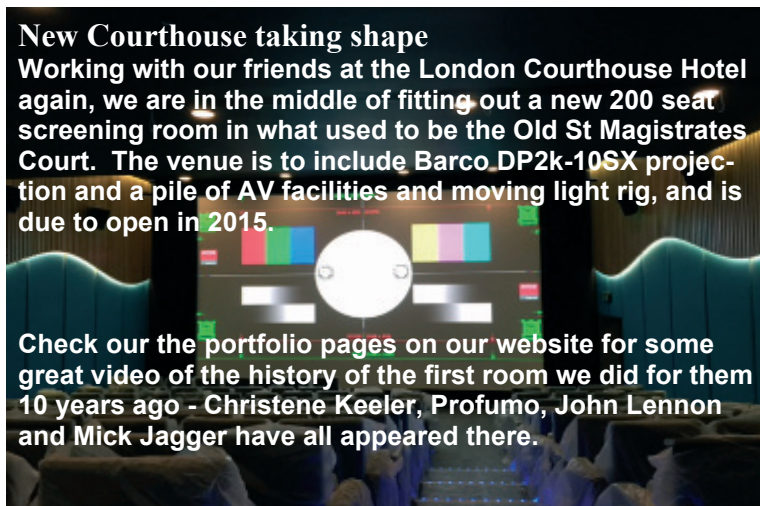 New Courthouse taking shape
Working with our friends at the London Courthouse Hotel
again, we are in the middle of fitting out a new 200 seat
screening room in what used to be the Old St Magistrates
Court.  The venue is to include Barco DP2k-10SX projec-
tion and a pile of AV facilities and moving light rig, and is
due to open in 2015.
Check our the portfolio pages on our website for some
great video of the history of the first room we did for them
10 years ago - Christene Keeler, Profumo, John Lennon
and Mick Jagger have all appeared there.